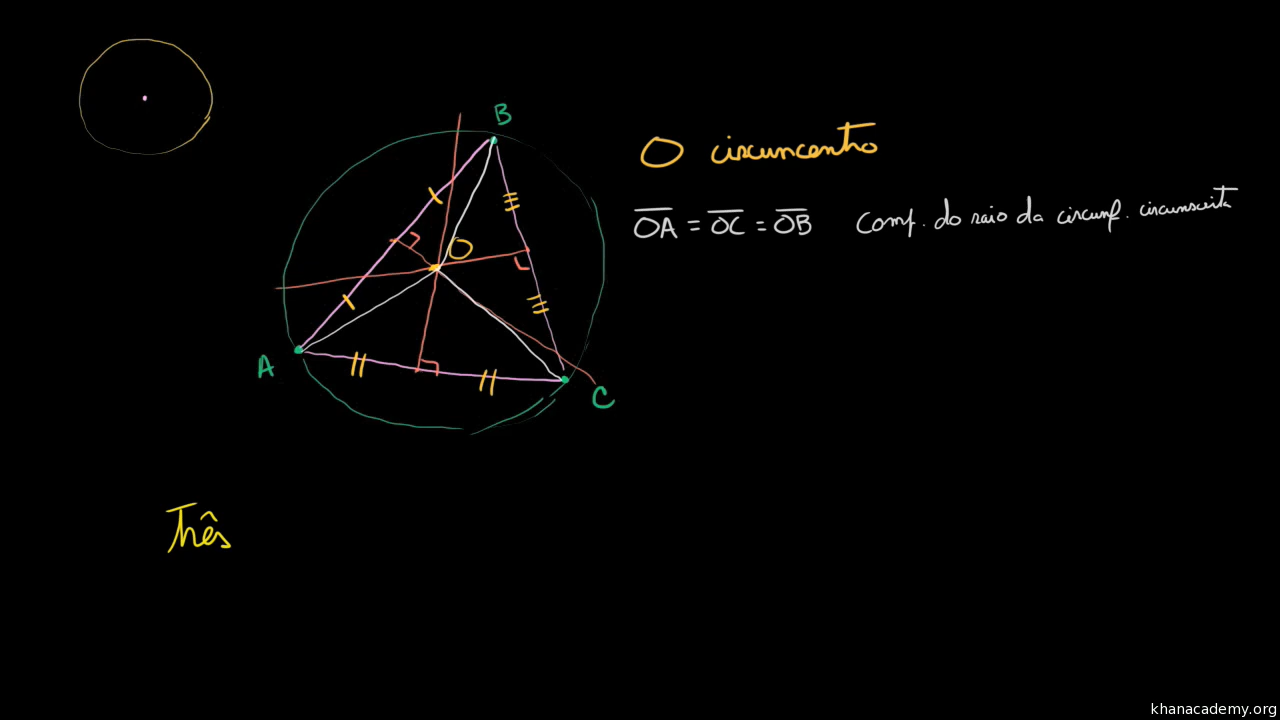 B
O circuncentro
OA = OC = OB Comp. do raio da circunf. circunscrita
O
A
C
Três
khanacademy.org